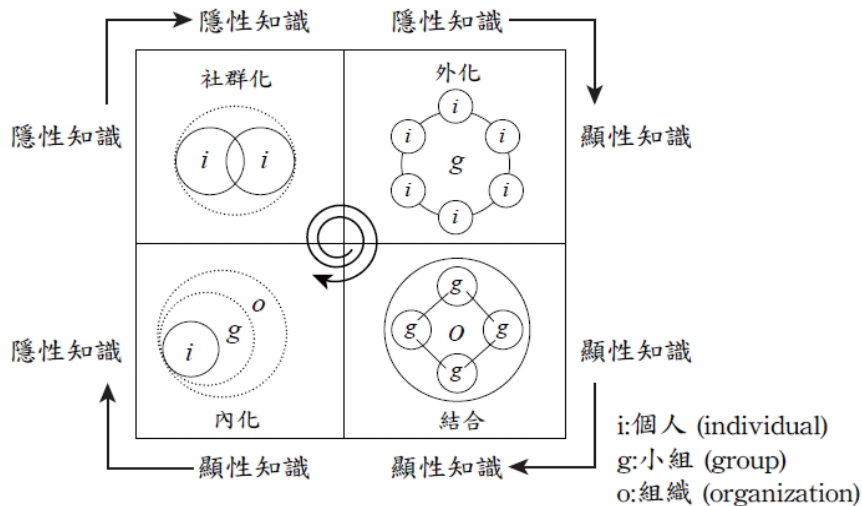 隱性知識
隱性知識
社群化
外化
隱性知識
顯性知識
i
i
i
i
i
g
i
i
i
i
隱性知識
顯性知識
i
g
o
g
g
o
g
g
內化
結合
顯性知識
顯性知識
i:個人 (individual)
g:小組 (group)
o:組織 (organization)